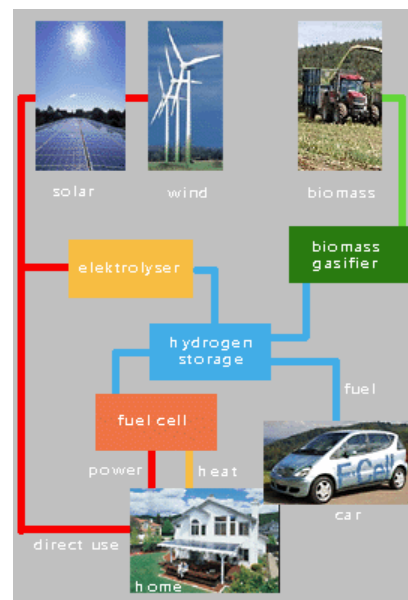 solar
wind
biomass
elektrolyser
biomass
gasifier
hydrogen
storage
fuel
fuel cell
F-Cell
power
heat
car
direct use
home